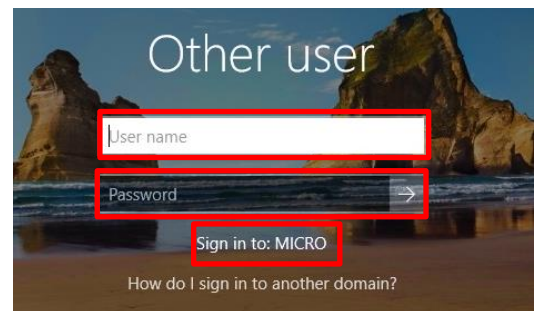 Other user
User name
Password
Sign in to: MICRO
How do I sign in to another domain?